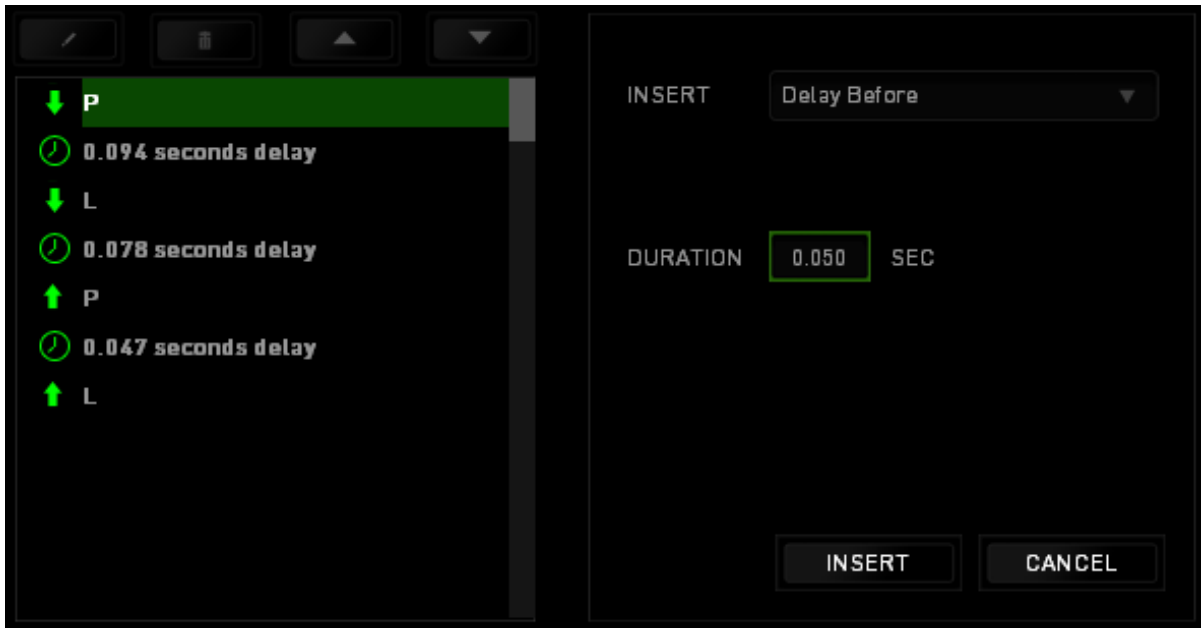 P
0.094 seconds delay
L
0.078 seconds delay
P
0.047 seconds delay
L
INSERT Delay Before
DURATION 0.050 SEC
INSERT CANCEL